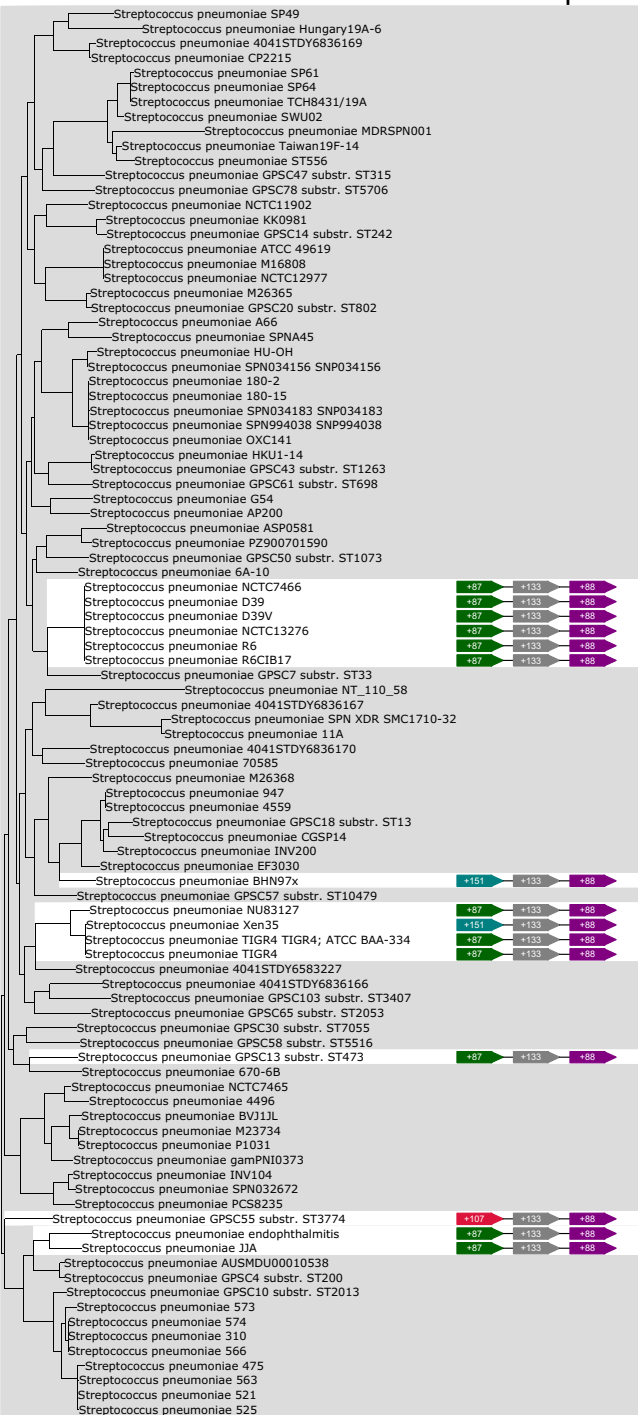 Streptococcus pneumoniae SP49
Streptococcus pneumoniae Hungary19A-6
Streptococcus pneumoniae 4041STDY6836169
Streptococcus pneumoniae CP2215
Streptococcus pneumoniae SP61
Streptococcus pneumoniae SP64
Streptococcus pneumoniae TCH8431/19A
Streptococcus pneumoniae SWU02
Streptococcus pneumoniae MDRSPN001
Streptococcus pneumoniae Taiwan19F-14
Streptococcus pneumoniae ST556
Streptococcus pneumoniae GPSC47 substr. ST315
Streptococcus pneumoniae GPSC78 substr. ST5706
Streptococcus pneumoniae NCTC11902
Streptococcus pneumoniae KK0981
Streptococcus pneumoniae GPSC14 substr. ST242
Streptococcus pneumoniae ATCC 49619
Streptococcus pneumoniae M16808
Streptococcus pneumoniae NCTC12977
Streptococcus pneumoniae M26365
Streptococcus pneumoniae GPSC20 substr. ST802
Streptococcus pneumoniae A66
Streptococcus pneumoniae SPNA45
Streptococcus pneumoniae HU-OH
Streptococcus pneumoniae SPN034156 SNP034156
Streptococcus pneumoniae 180-2
Streptococcus pneumoniae 180-15
Streptococcus pneumoniae SPN034183 SNP034183
Streptococcus pneumoniae SPN994038 SNP994038
Streptococcus pneumoniae OXC141
Streptococcus pneumoniae HKU1-14
Streptococcus pneumoniae GPSC43 substr. ST1263
Streptococcus pneumoniae GPSC61 substr. ST698
Streptococcus pneumoniae G54
Streptococcus pneumoniae AP200
Streptococcus pneumoniae ASP0581
Streptococcus pneumoniae PZ900701590
Streptococcus pneumoniae GPSC50 substr. ST1073
Streptococcus pneumoniae 6A-10
Streptococcus pneumoniae NCTC7466 +87 +133 +88
Streptococcus pneumoniae D39 +87 +133 +88
Streptococcus pneumoniae D39V +87 +133 +88
Streptococcus pneumoniae NCTC13276 +87 +133 +88
Streptococcus pneumoniae R6 +87 +133 +88
Streptococcus pneumoniae R6CIB17 +87 +133 +88
Streptococcus pneumoniae GPSC7 substr. ST33
Streptococcus pneumoniae NT_110_58
Streptococcus pneumoniae 4041STDY6836167
Streptococcus pneumoniae SPN XDR SMC1710-32
Streptococcus pneumoniae 11A
Streptococcus pneumoniae 4041STDY6836170
Streptococcus pneumoniae 70585
Streptococcus pneumoniae M26368
Streptococcus pneumoniae 947
Streptococcus pneumoniae 4559
Streptococcus pneumoniae GPSC18 substr. ST13
Streptococcus pneumoniae CGSP14
Streptococcus pneumoniae INV200
Streptococcus pneumoniae EF3030
Streptococcus pneumoniae BHN97x +151 +133 +88
Streptococcus pneumoniae GPSC57 substr. ST10479
Streptococcus pneumoniae NU83127 +87 +133 +88
Streptococcus pneumoniae Xen35 +151 +133 +88
Streptococcus pneumoniae TIGR4 TIGR4; ATCC BAA-334 +87 +133 +88
Streptococcus pneumoniae TIGR4 +87 +133 +88
Streptococcus pneumoniae 4041STDY6583227
Streptococcus pneumoniae 4041STDY6836166
Streptococcus pneumoniae GPSC103 substr. ST3407
Streptococcus pneumoniae GPSC65 substr. ST2053
Streptococcus pneumoniae GPSC30 substr. ST7055
Streptococcus pneumoniae GPSC58 substr. ST5516
Streptococcus pneumoniae GPSC13 substr. ST473 +87 +133 +88
Streptococcus pneumoniae 670-6B
Streptococcus pneumoniae NCTC7465
Streptococcus pneumoniae 4496
Streptococcus pneumoniae BVJ1JL
Streptococcus pneumoniae M23734
Streptococcus pneumoniae P1031
Streptococcus pneumoniae gamPNI0373
Streptococcus pneumoniae INV104
Streptococcus pneumoniae SPN032672
Streptococcus pneumoniae PCS8235
Streptococcus pneumoniae GPSC55 substr. ST3774 +107 +133 +88
Streptococcus pneumoniae endophthalmitis +87 +133 +88
Streptococcus pneumoniae JJA +87 +133 +88
Streptococcus pneumoniae AUSMDU00010538
Streptococcus pneumoniae GPSC4 substr. ST200
Streptococcus pneumoniae GPSC10 substr. ST2013
Streptococcus pneumoniae 573
Streptococcus pneumoniae 574
Streptococcus pneumoniae 310
Streptococcus pneumoniae 566
Streptococcus pneumoniae 475
Streptococcus pneumoniae 563
Streptococcus pneumoniae 521
Streptococcus pneumoniae 525